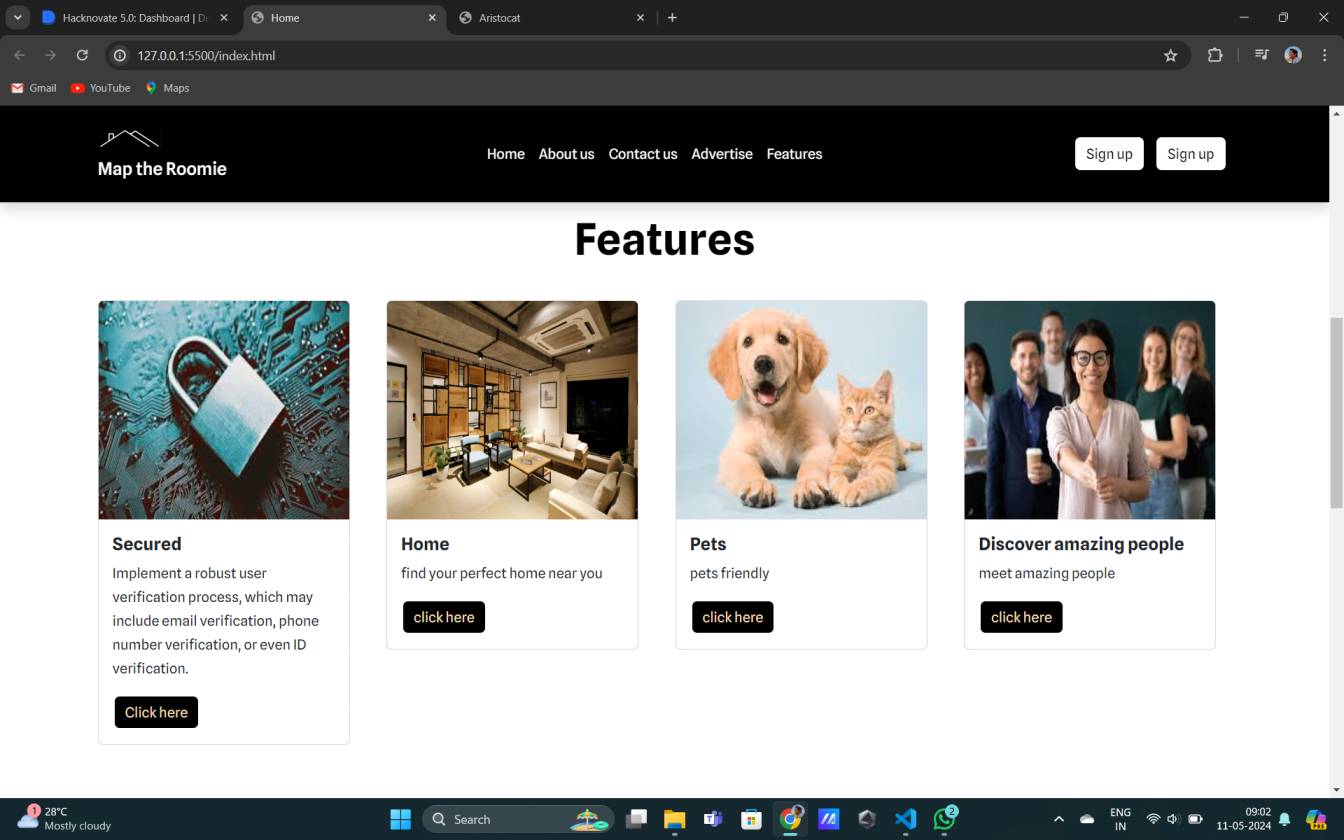 Hacknovate 5.0: Dashboard | D
Home
Aristocat
127.0.0.1:5500/index.html
Gmail
YouTube
Maps
Map the Roomie
Home
About us
Contact us
Advertise
Features
Sign up
Sign up
Features
Secured
Implement a robust user
verification process, which may
include email verification, phone
number verification, or even ID
verification.
Click here
Home
find your perfect home near you
click here
Pets
pets friendly
click here
Discover amazing people
meet amazing people
click here
1
28°C
Mostly cloudy
Search
2
ENG
IN
09:02
11-05-2024
PRE